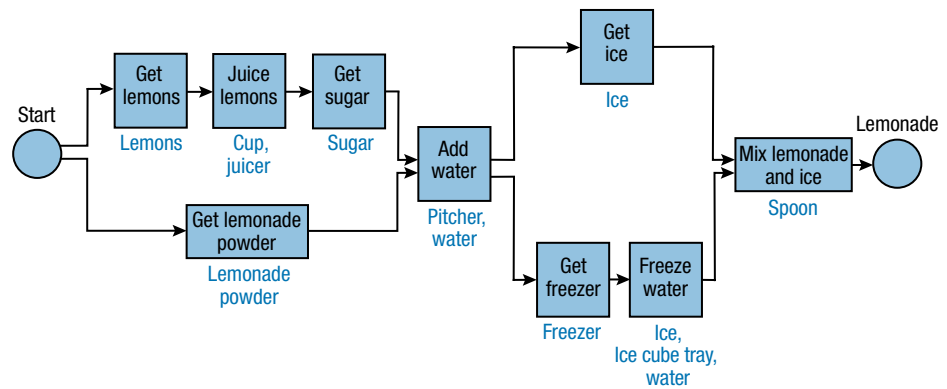 Start
Get
lemons
Lemons
Juice
lemons
Cup,
juicer
Get
sugar
Sugar
Get lemonade
powder
Lemonade
powder
Add
water
Pitcher,
water
Get
ice
Ice
Get
freezer
Freezer
Freeze
water
Ice,
Ice cube tray,
water
Mix lemonade
and ice
Spoon
Lemonade